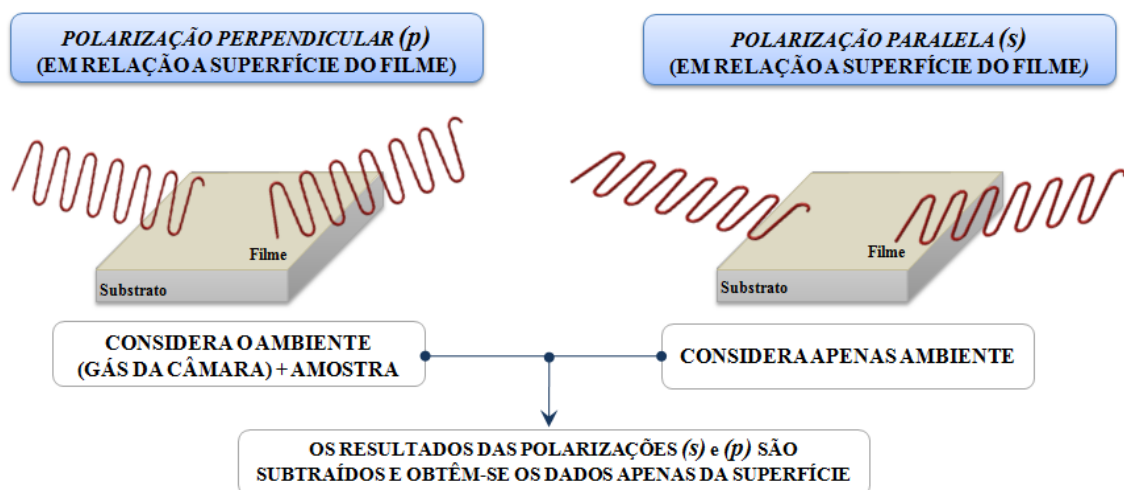 POLARIZAÇÃO PERPENDICULAR (p)
(EM RELAÇÃO A SUPERFÍCIE DO FILME)
POLARIZAÇÃO PARALELA (s)
(EM RELAÇÃO A SUPERFÍCIE DO FILME)
Filme
Substrato
Filme
Substrato
CONSIDERA O AMBIENTE
(GÁS DA CÂMARA) + AMOSTRA
CONSIDERA APENAS AMBIENTE
OS RESULTADOS DAS POLARIZAÇÕES (s) e (p) SÃO
SUBTRAÍDOS E OBTÊM-SE OS DADOS APENAS DA SUPERFÍCIE